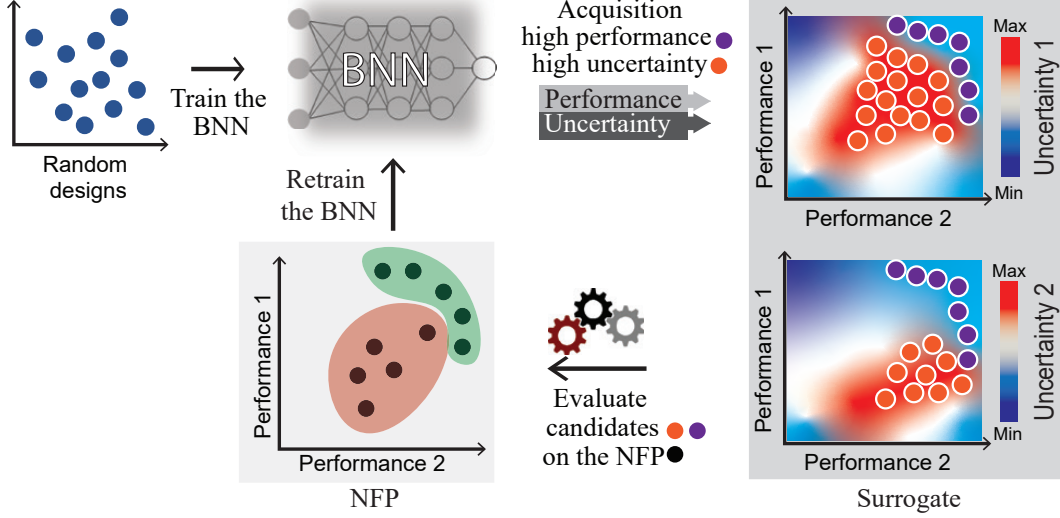 Random
designs
Train the
BNN
BNN
Acquisition
high performance
high uncertainty
Performance
Uncertainty
Performance 1
Performance 2
Max
Min
Uncertainty 1
Retrain
the BNN
Performance 1
Performance 2
NFP
Evaluate
candidates
on the NFP
Performance 1
Performance 2
Max
Min
Uncertainty 2
Surrogate